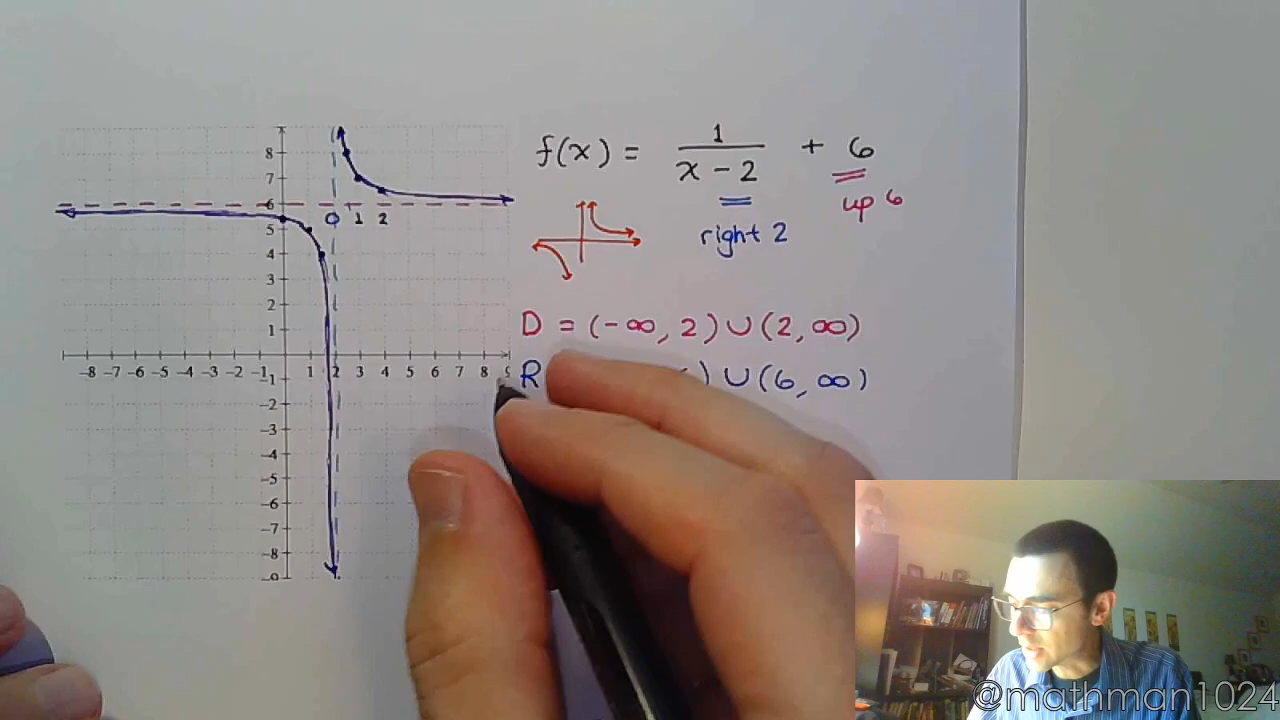 f(x) = 1/(x - 2) + 6
up 6
right 2
D = (-∞, 2) ∪ (2, ∞)
R ) ∪ (6, ∞)
8
7
6
5
4
3
2
1
-1
-2
-3
-4
-5
-6
-7
-8
-9
-8 -7 -6 -5 -4 -3 -2 -1 1 2 3 4 5 6 7 8 9
0 1 2
@mathman1024